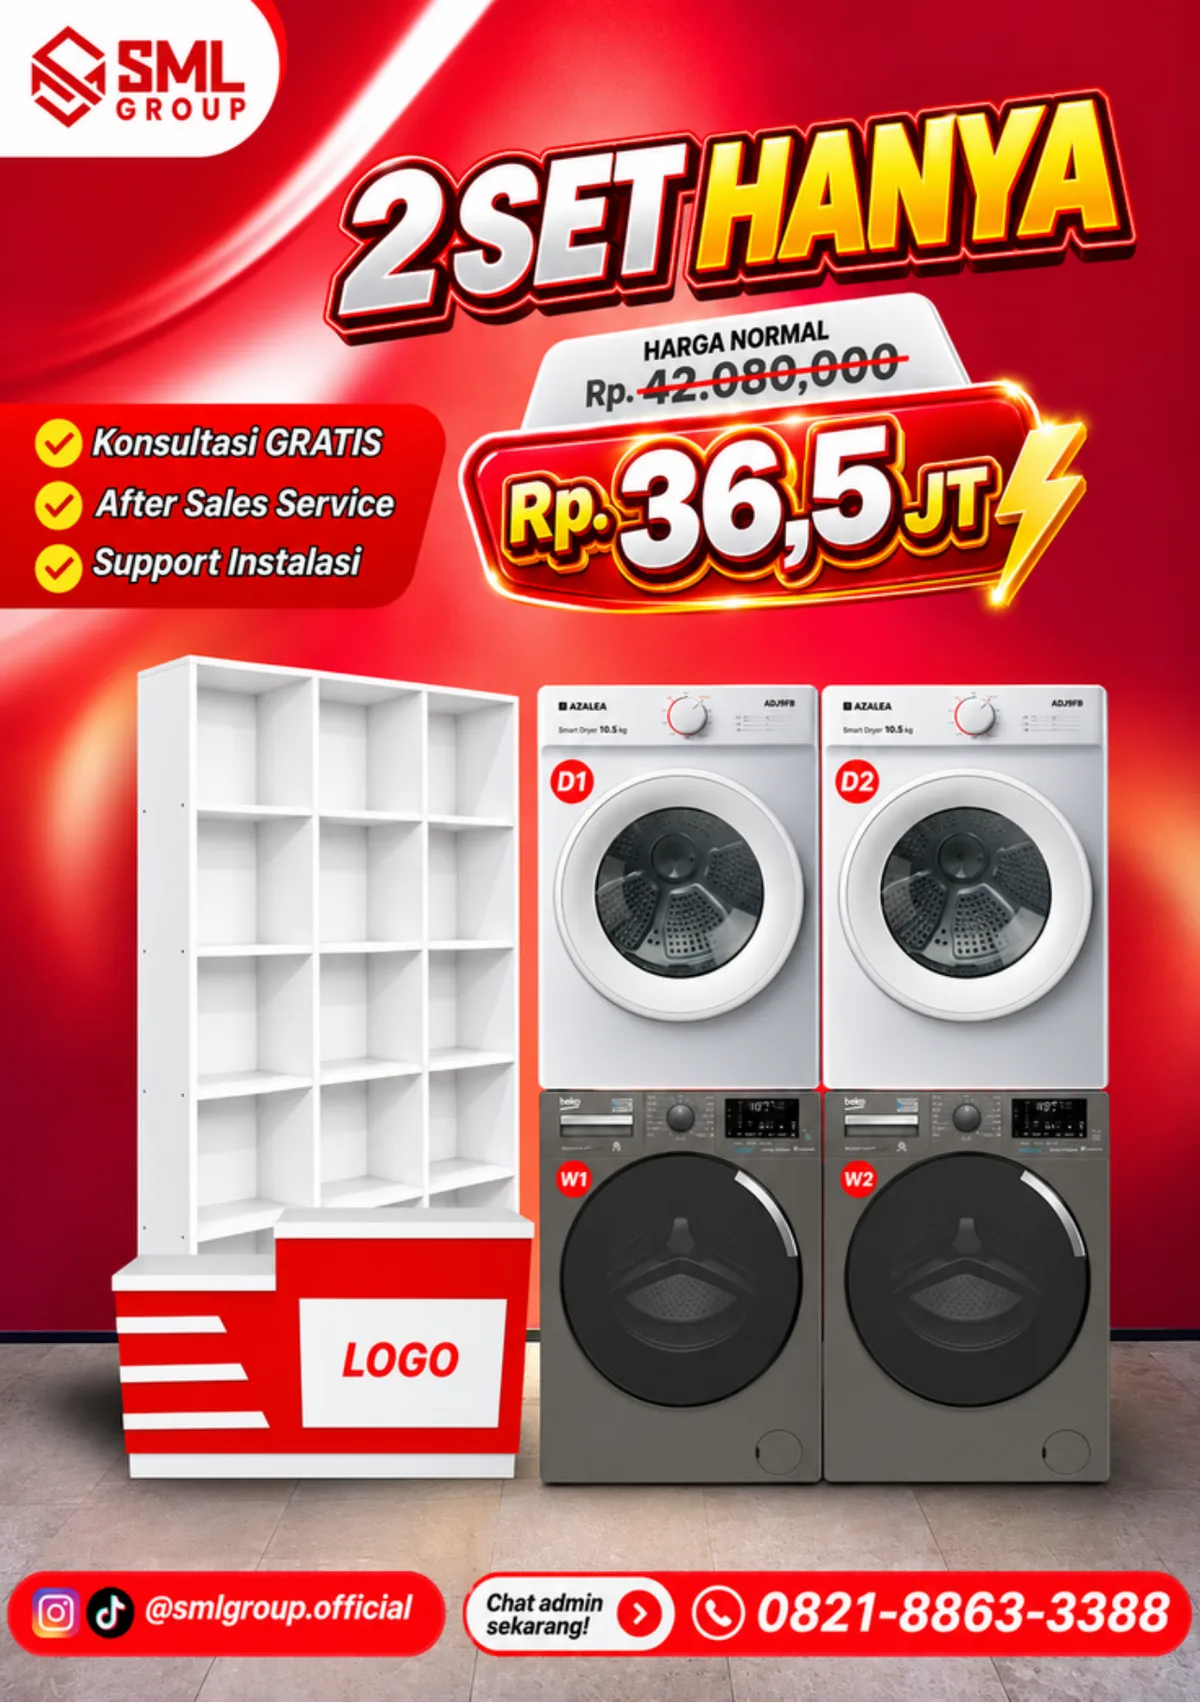 SML
GROUP
2 SET HANYA
HARGA NORMAL
Rp. 42.080,000
Rp. 36,5 JT
Konsultasi GRATIS
After Sales Service
Support Instalasi
AZALEA
ADJ9FB
Smart Dryer 10.5 kg
D1
AZALEA
ADJ9FB
Smart Dryer 10.5 kg
D2
beko
W1
beko
W2
LOGO
@smlgroup.official
Chat admin
sekarang!
0821-8863-3388